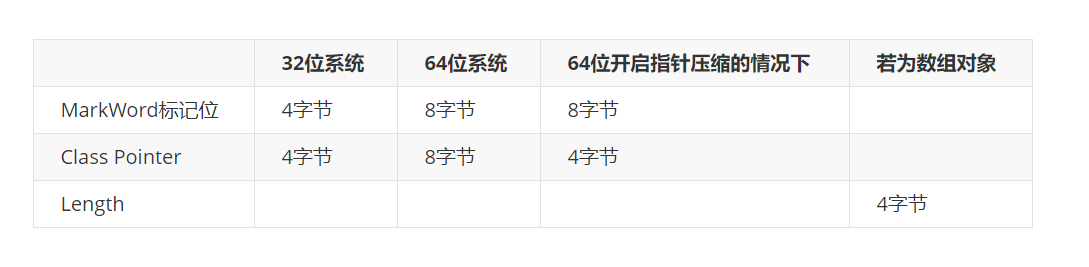 32位系统 64位系统 64位开启指针压缩的情况下 若为数组对象
MarkWord标记位 4字节 8字节 8字节
Class Pointer 4字节 8字节 4字节
Length 4字节